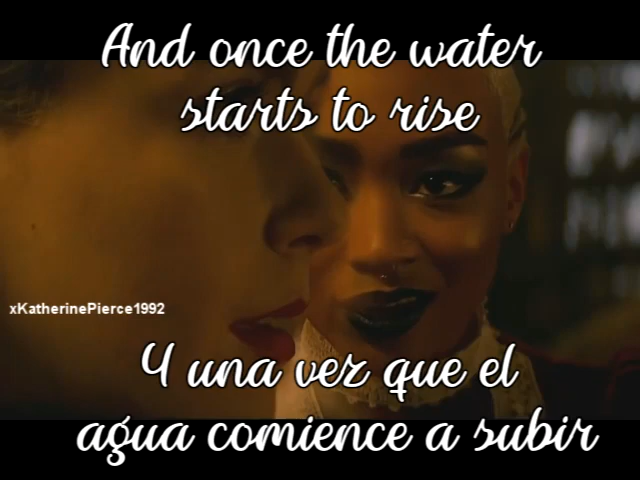 And once the water
starts to rise
xKatherinePierce1992
Y una vez que el
agua comience a subir